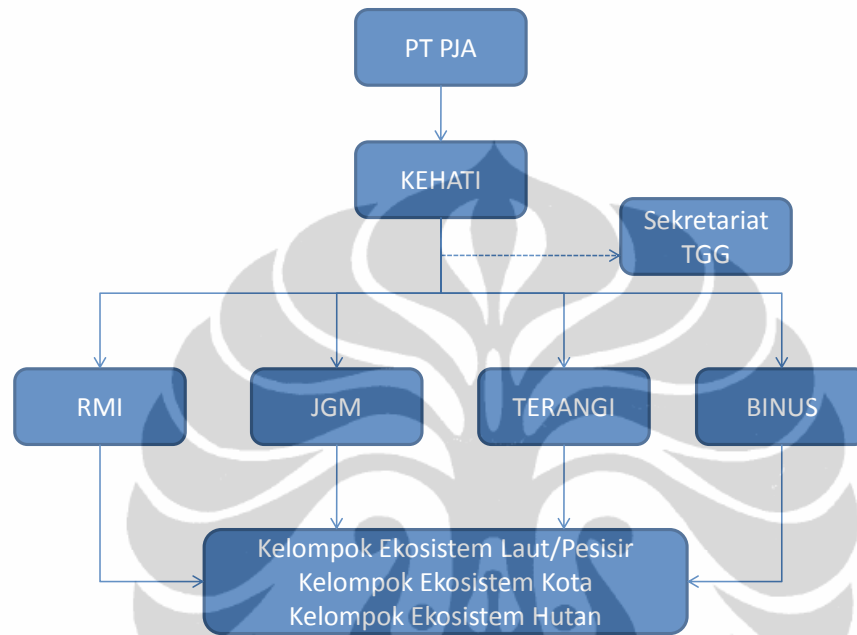 PT PJA
KEHATI
Sekretariat
TGG
RMI
JGM
TERANGI
BINUS
Kelompok Ekosistem Laut/Pesisir
Kelompok Ekosistem Kota
Kelompok Ekosistem Hutan